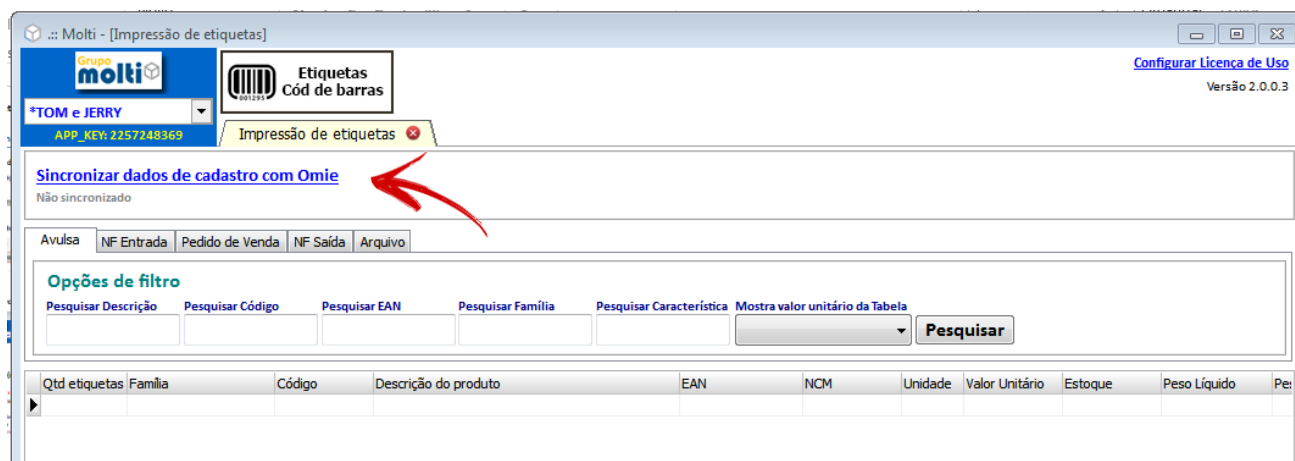 .:: Molti - [Impressão de etiquetas]
Grupo
molti
Etiquetas
Cód de barras
001295
Configurar Licença de Uso
Versão 2.0.0.3
*TOM e JERRY
APP_KEY: 2257248369
Impressão de etiquetas
Sincronizar dados de cadastro com Omie
Não sincronizado
Avulsa NF Entrada Pedido de Venda NF Saída Arquivo
Opções de filtro
Pesquisar Descrição Pesquisar Código Pesquisar EAN Pesquisar Família Pesquisar Característica Mostra valor unitário da Tabela
Pesquisar
Qtd etiquetas Família Código Descrição do produto EAN NCM Unidade Valor Unitário Estoque Peso Líquido